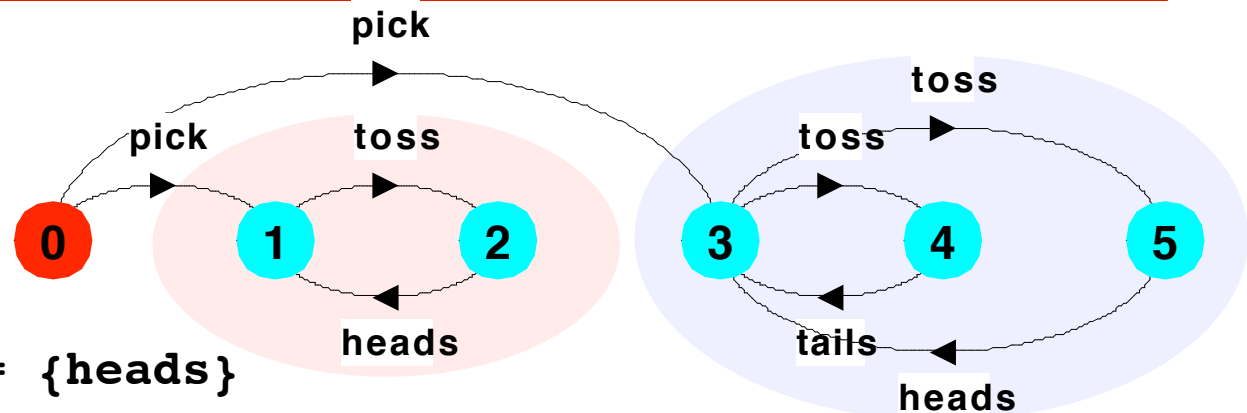 pick
toss
pick
toss
toss
0
1
2
3
4
5
heads
tails
= {heads}
heads